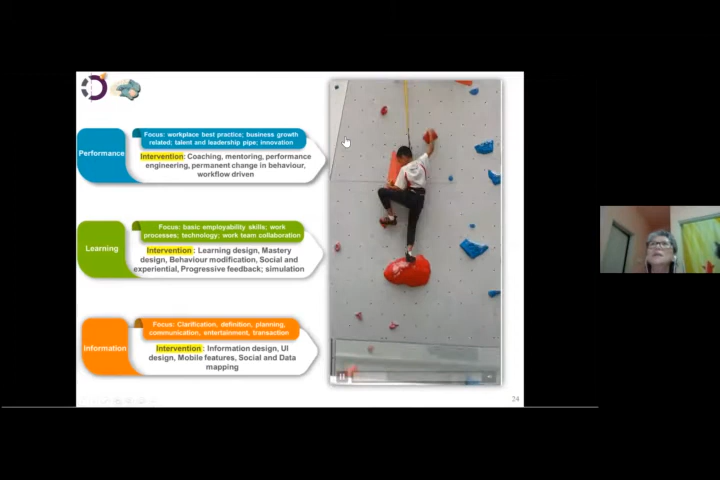 Performance
Focus: workplace best practice; business growth
related; talent and leadership pipe; innovation
Intervention: Coaching, mentoring, performance
engineering, permanent change in behaviour,
workflow driven
Learning
Focus: basic employability skills; work
processes; technology; work team collaboration
Intervention : Learning design, Mastery
design, Behaviour modification, Social and
experiential, Progressive feedback; simulation
Information
Focus: Clarification, definition, planning,
communication, entertainment, transaction
Intervention : Information design, UI
design, Mobile features, Social and Data
mapping
24